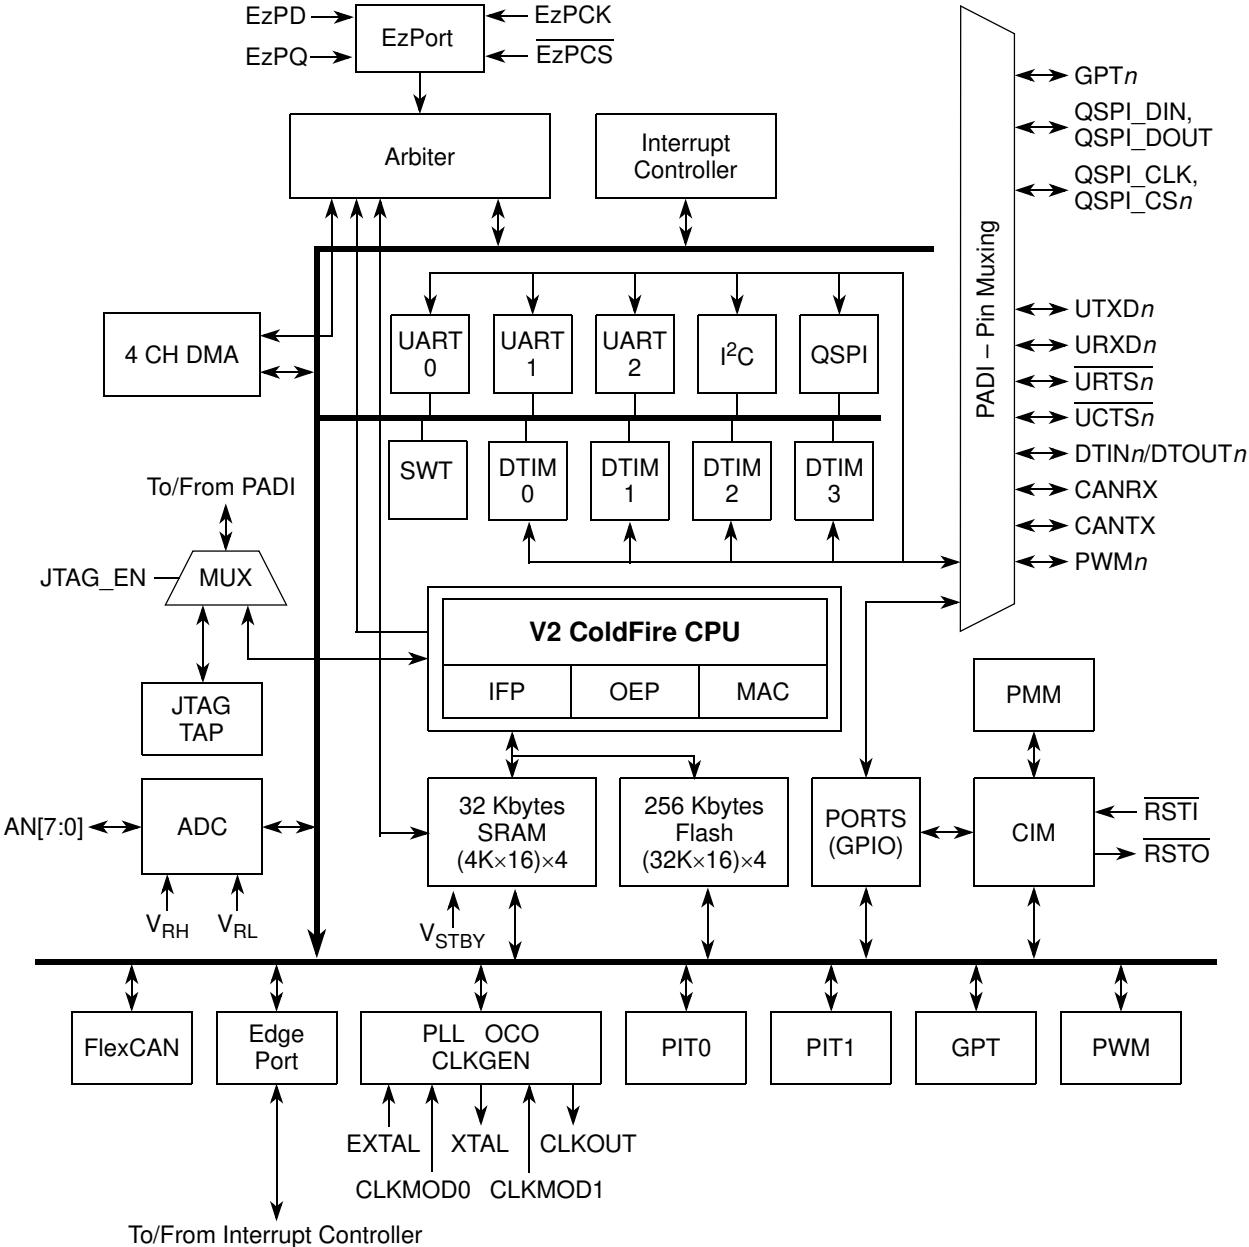 EzPD
EzPCK
EzPort
EzPQ
EzPCS
Arbiter
Interrupt
Controller
GPTn
QSPI_DIN,
QSPI_DOUT
QSPI_CLK,
QSPI_CSn
PADI – Pin Muxing
UTXDn
URXDn
URTSn
UCTSn
DTINn/DTOUTn
CANRX
CANTX
PWMn
4 CH DMA
UART
0
UART
1
UART
2
I2C
QSPI
SWT
DTIM
0
DTIM
1
DTIM
2
DTIM
3
To/From PADI
JTAG_EN
MUX
JTAG
TAP
V2 ColdFire CPU
IFP
OEP
MAC
PMM
AN[7:0]
ADC
VRH
VRL
32 Kbytes
SRAM
(4K×16)×4
VSTBY
256 Kbytes
Flash
(32K×16)×4
PORTS
(GPIO)
CIM
RSTI
RSTO
FlexCAN
Edge
Port
PLL OCO
CLKGEN
PIT0
PIT1
GPT
PWM
EXTAL
XTAL
CLKOUT
CLKMOD0
CLKMOD1
To/From Interrupt Controller